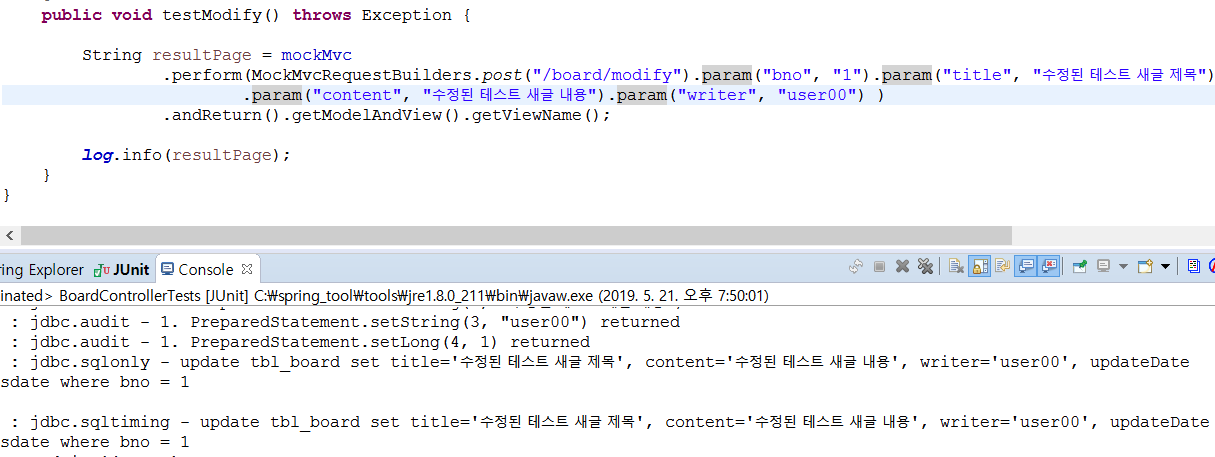 public void testModify() throws Exception {
String resultPage = mockMvc
.perform(MockMvcRequestBuilders.post("/board/modify").param("bno", "1").param("title", "수정된 테스트 새글 제목")
.param("content", "수정된 테스트 새글 내용").param("writer", "user00") )
.andReturn().getModelAndView().getViewName();
log.info(resultPage);
}
}
ring Explorer JUnit Console
inated> BoardControllerTests [JUnit] C:₩spring_tool₩tools₩jre1.8.0_211₩bin₩javaw.exe (2019. 5. 21. 오후 7:50:01)
: jdbc.audit - 1. PreparedStatement.setString(3, "user00") returned
: jdbc.audit - 1. PreparedStatement.setLong(4, 1) returned
: jdbc.sqlonly - update tbl_board set title='수정된 테스트 새글 제목', content='수정된 테스트 새글 내용', writer='user00', updateDate
sdate where bno = 1
: jdbc.sqltiming - update tbl_board set title='수정된 테스트 새글 제목', content='수정된 테스트 새글 내용', writer='user00', updateDate
sdate where bno = 1